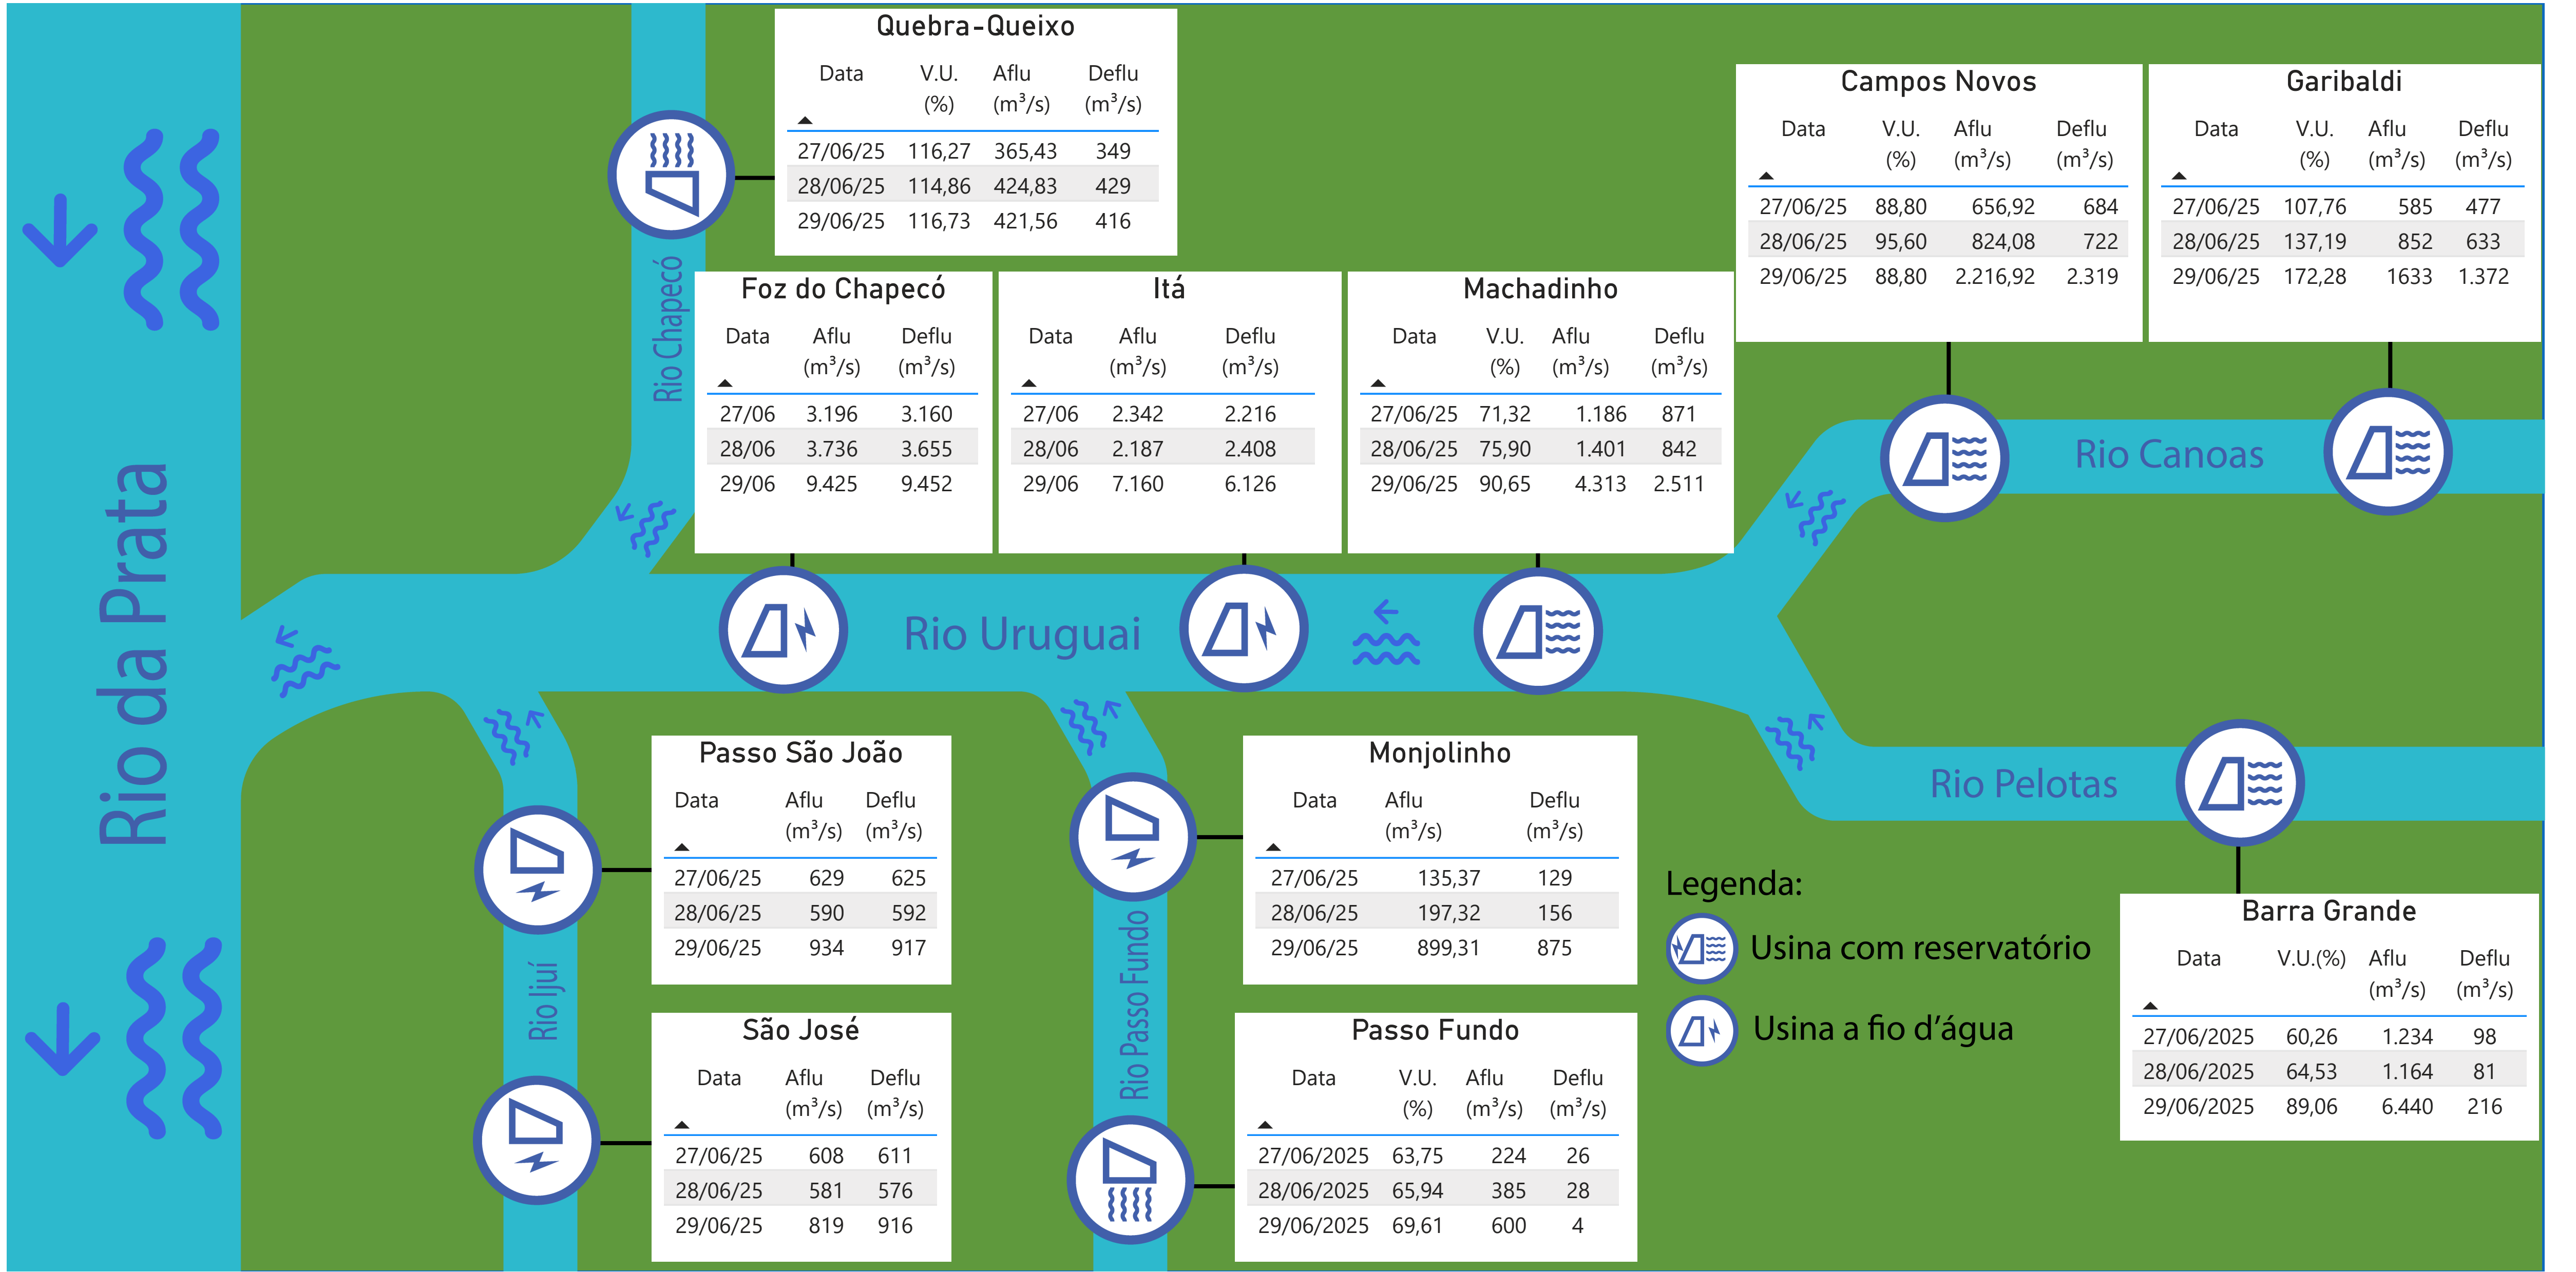 Quebra-Queixo
Data V.U. (%) Aflu (m³/s) Deflu (m³/s)
27/06/25 116,27 365,43 349
28/06/25 114,86 424,83 429
29/06/25 116,73 421,56 416
Campos Novos
Data V.U. (%) Aflu (m³/s) Deflu (m³/s)
27/06/25 88,80 656,92 684
28/06/25 95,60 824,08 722
29/06/25 88,80 2.216,92 2.319
Garibaldi
Data V.U. (%) Aflu (m³/s) Deflu (m³/s)
27/06/25 107,76 585 477
28/06/25 137,19 852 633
29/06/25 172,28 1633 1.372
Rio Chapecó
Foz do Chapecó
Data Aflu (m³/s) Deflu (m³/s)
27/06 3.196 3.160
28/06 3.736 3.655
29/06 9.425 9.452
Itá
Data Aflu (m³/s) Deflu (m³/s)
27/06 2.342 2.216
28/06 2.187 2.408
29/06 7.160 6.126
Machadinho
Data V.U. (%) Aflu (m³/s) Deflu (m³/s)
27/06/25 71,32 1.186 871
28/06/25 75,90 1.401 842
29/06/25 90,65 4.313 2.511
Rio Canoas
Rio da Prata
Rio Uruguai
Rio Pelotas
Passo São João
Data Aflu (m³/s) Deflu (m³/s)
27/06/25 629 625
28/06/25 590 592
29/06/25 934 917
Monjolinho
Data Aflu (m³/s) Deflu (m³/s)
27/06/25 135,37 129
28/06/25 197,32 156
29/06/25 899,31 875
Legenda:
Usina com reservatório
Usina a fio d’água
Barra Grande
Data V.U.(%) Aflu (m³/s) Deflu (m³/s)
27/06/2025 60,26 1.234 98
28/06/2025 64,53 1.164 81
29/06/2025 89,06 6.440 216
Rio Ijuí
São José
Data Aflu (m³/s) Deflu (m³/s)
27/06/25 608 611
28/06/25 581 576
29/06/25 819 916
Rio Passo Fundo
Passo Fundo
Data V.U. (%) Aflu (m³/s) Deflu (m³/s)
27/06/2025 63,75 224 26
28/06/2025 65,94 385 28
29/06/2025 69,61 600 4